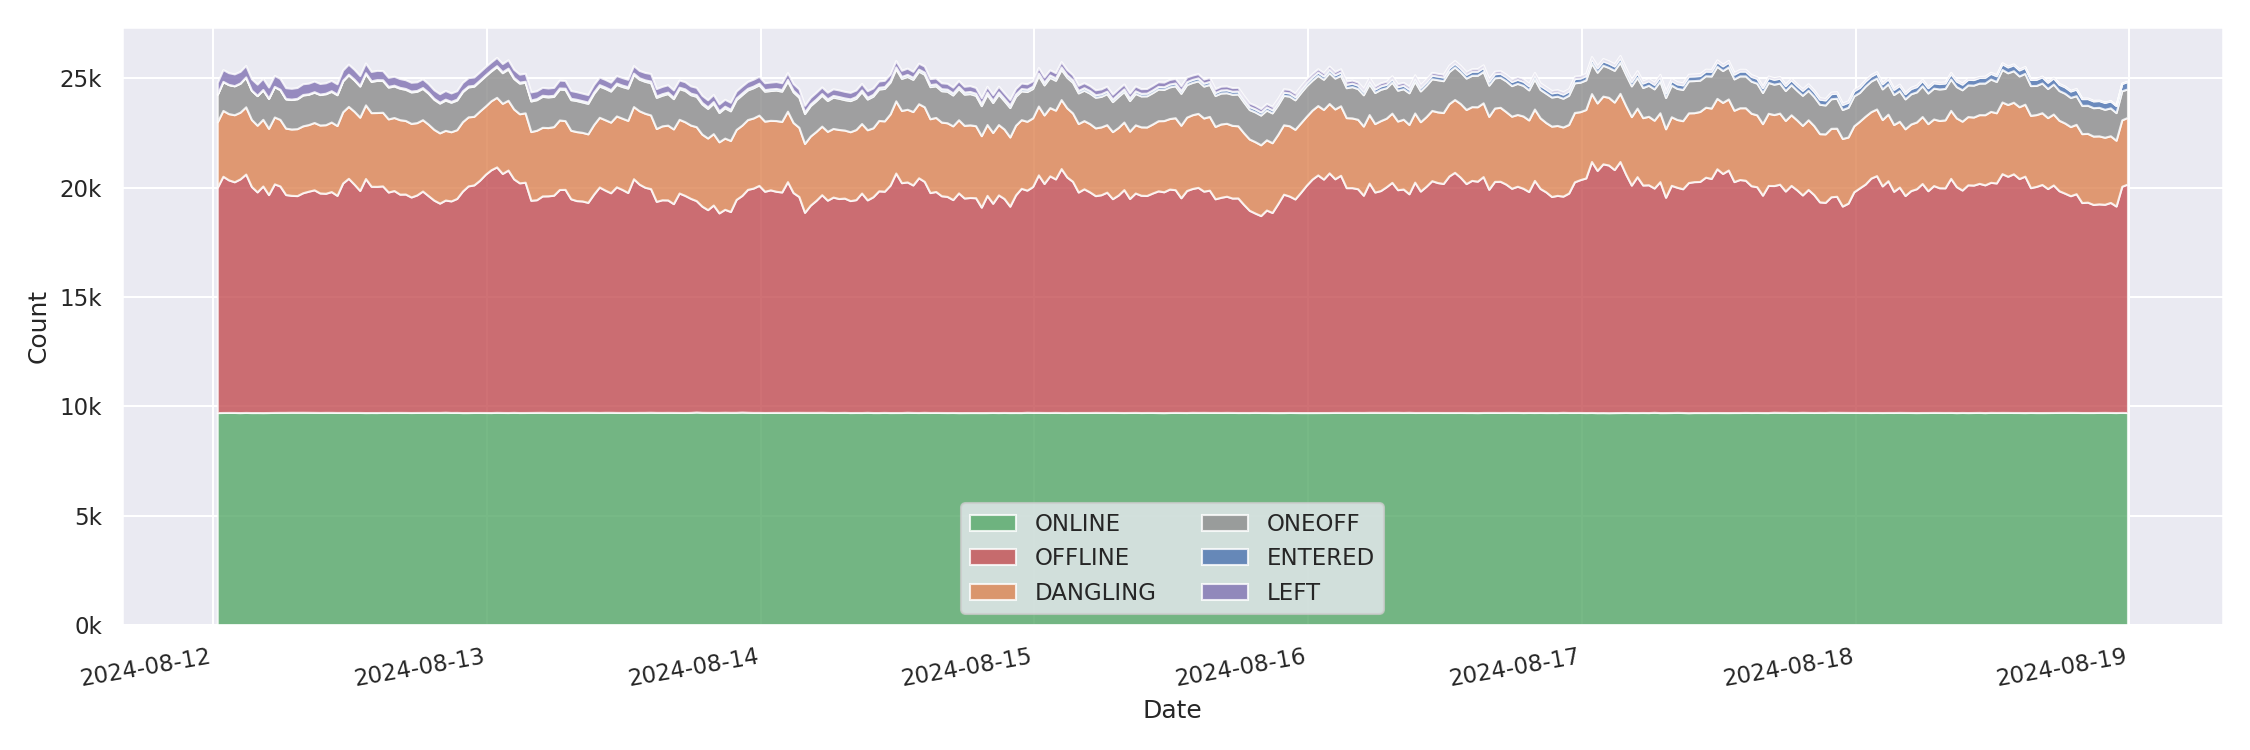 25k
20k
15k
10k
5k
0k
Count
ONLINE
OFFLINE
DANGLING
ONEOFF
ENTERED
LEFT
2024-08-12
2024-08-13
2024-08-14
2024-08-15
2024-08-16
2024-08-17
2024-08-18
2024-08-19
Date